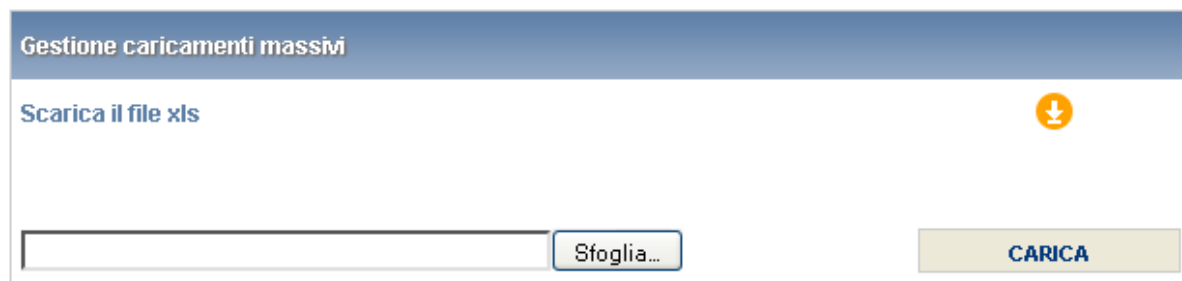 Gestione caricamenti massivi
Scarica il file xls
Sfoglia... CARICA